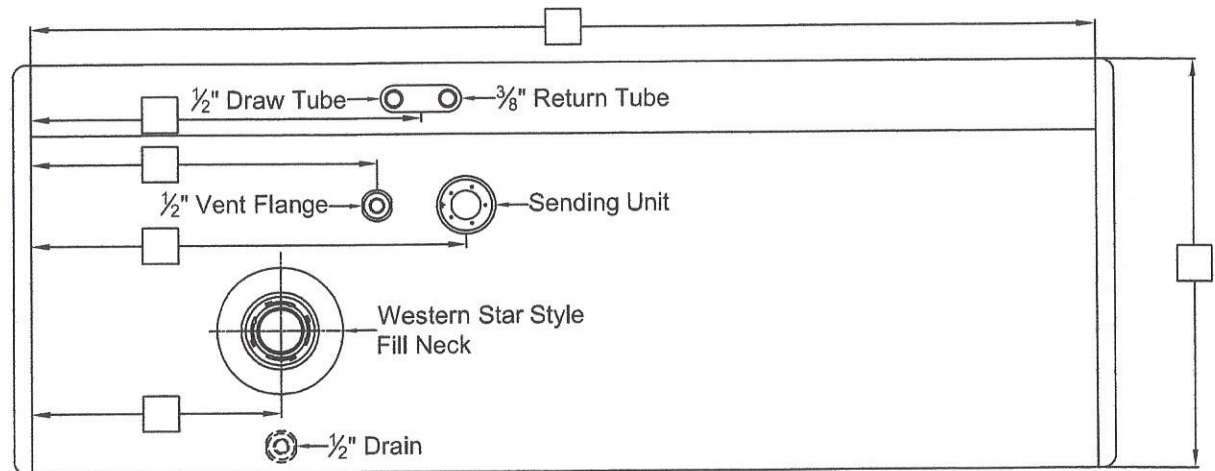 ½" Draw Tube
⅜" Return Tube
½" Vent Flange
Sending Unit
Western Star Style
Fill Neck
½" Drain